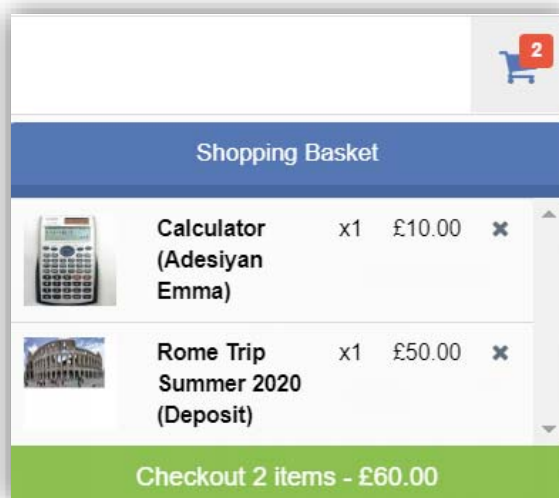 2
Shopping Basket
Calculator x1 £10.00 ✖
(Adesiyan
Emma)
Rome Trip x1 £50.00 ✖
Summer 2020
(Deposit)
Checkout 2 items - £60.00